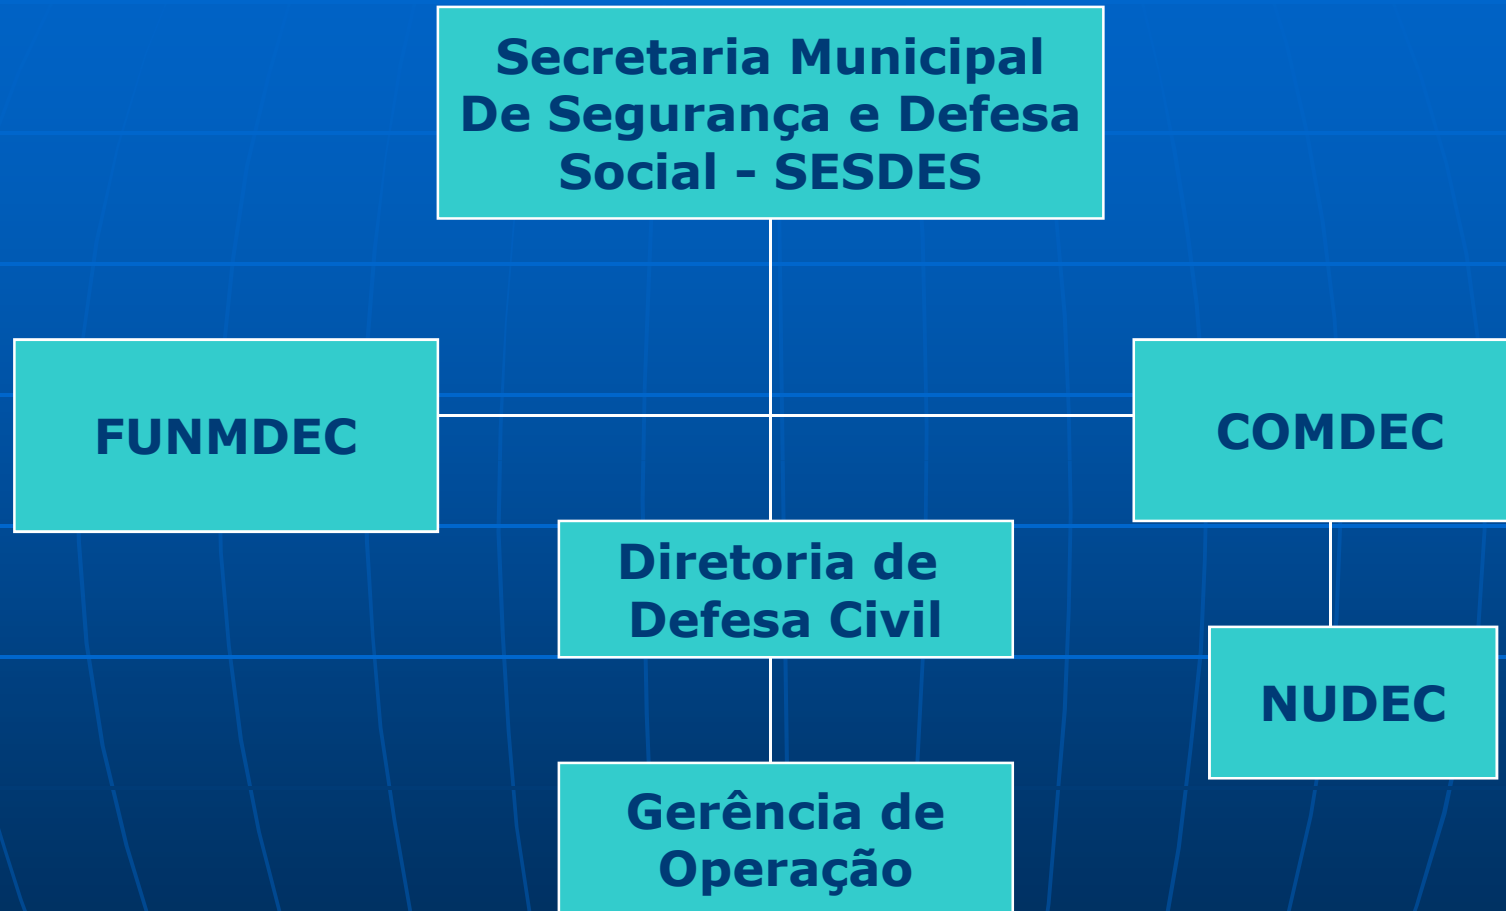 Secretaria Municipal
De Segurança e Defesa
Social - SESDES
FUNMDEC
COMDEC
Diretoria de
Defesa Civil
NUDEC
Gerência de
Operação